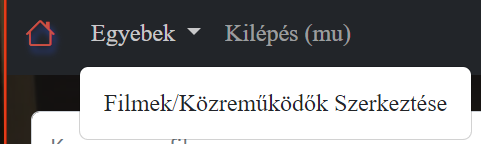 Egyebek Kilépés (mu)
Filmek/Közreműködők Szerkeztése